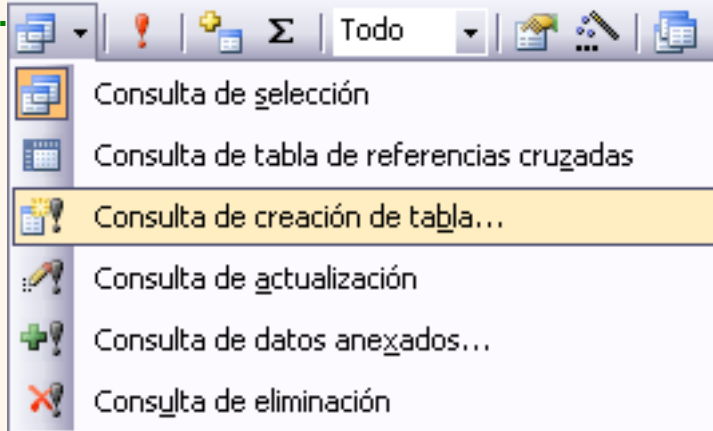 Σ Todo
Consulta de selección
Consulta de tabla de referencias cruzadas
Consulta de creación de tabla...
Consulta de actualización
Consulta de datos anexados...
Consulta de eliminación